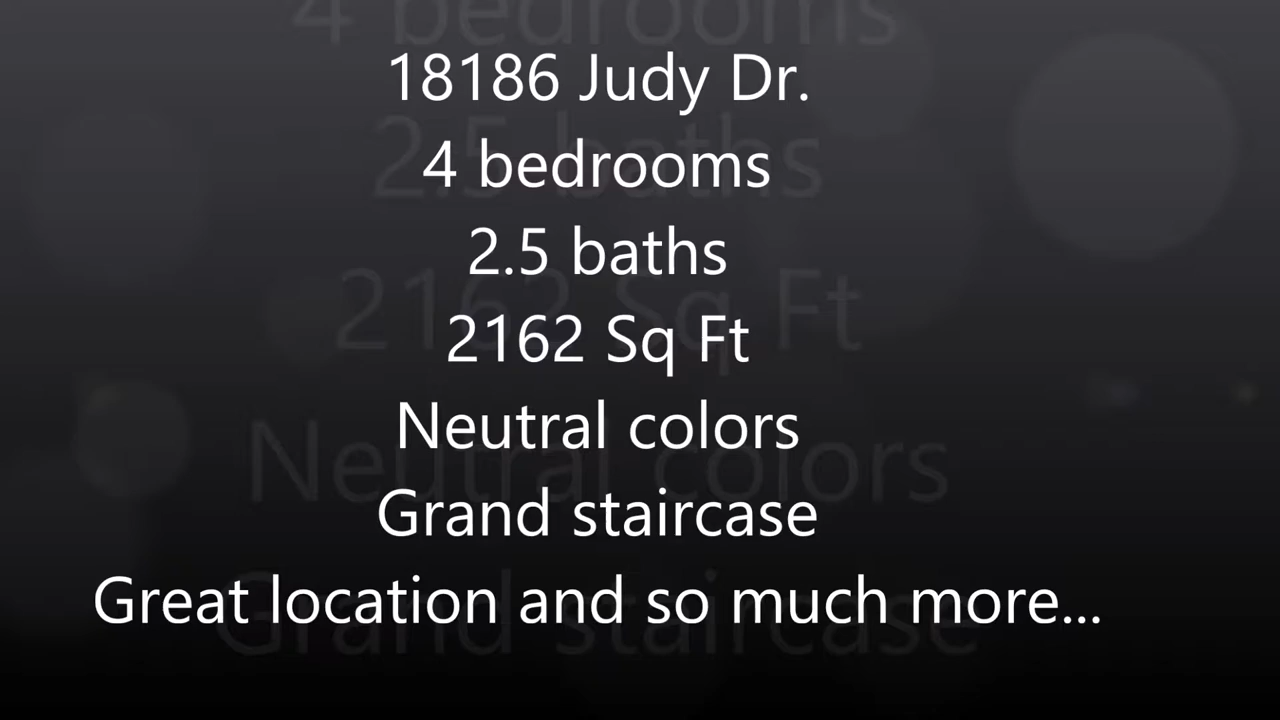 18186 Judy Dr.
4 bedrooms
2.5 baths
2162 Sq Ft
Neutral colors
Grand staircase
Great location and so much more...